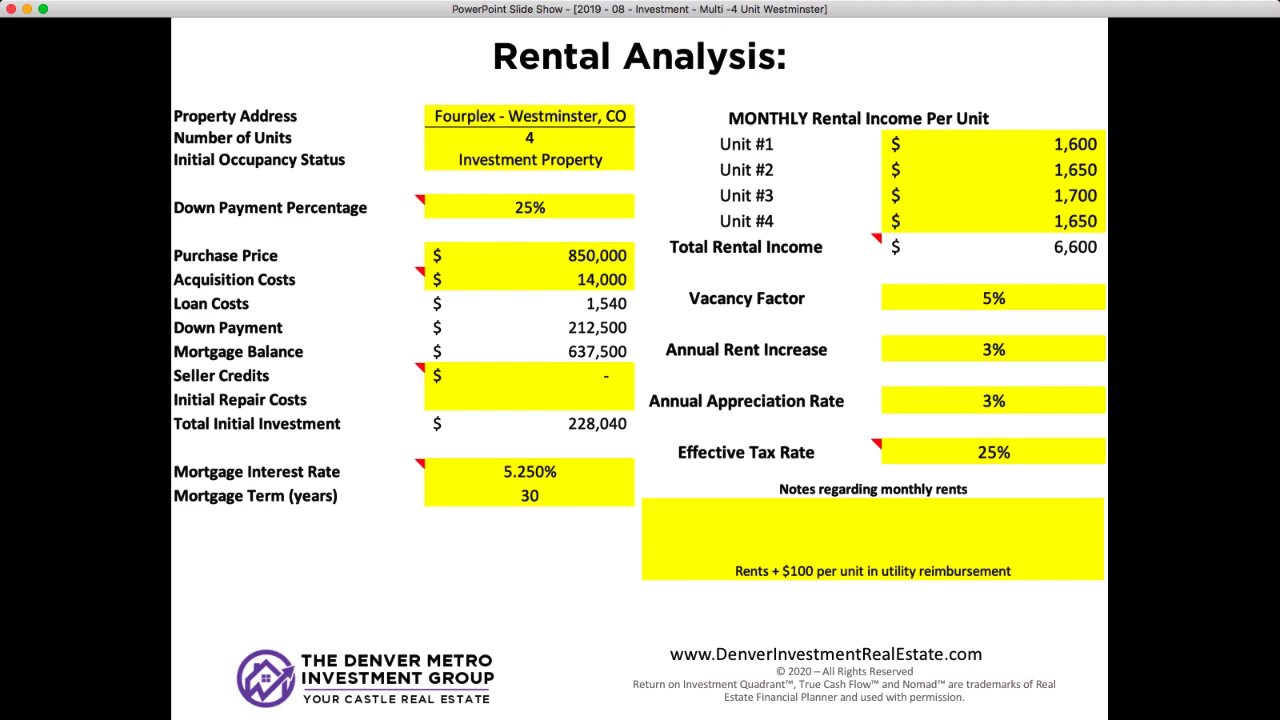 PowerPoint Slide Show - [2019 - 08 - Investment - Multi -4 Unit Westminster]
Rental Analysis:
Property Address Fourplex - Westminster, CO
Number of Units 4
Initial Occupancy Status Investment Property
Down Payment Percentage 25%
Purchase Price $ 850,000
Acquisition Costs $ 14,000
Loan Costs $ 1,540
Down Payment $ 212,500
Mortgage Balance $ 637,500
Seller Credits $ -
Initial Repair Costs
Total Initial Investment $ 228,040
Mortgage Interest Rate 5.250%
Mortgage Term (years) 30
MONTHLY Rental Income Per Unit
Unit #1 $ 1,600
Unit #2 $ 1,650
Unit #3 $ 1,700
Unit #4 $ 1,650
Total Rental Income $ 6,600
Vacancy Factor 5%
Annual Rent Increase 3%
Annual Appreciation Rate 3%
Effective Tax Rate 25%
Notes regarding monthly rents
Rents + $100 per unit in utility reimbursement
THE DENVER METRO
INVESTMENT GROUP
YOUR CASTLE REAL ESTATE
www.DenverInvestmentRealEstate.com
© 2020 – All Rights Reserved
Return on Investment Quadrant™, True Cash Flow™ and Nomad™ are trademarks of Real
Estate Financial Planner and used with permission.